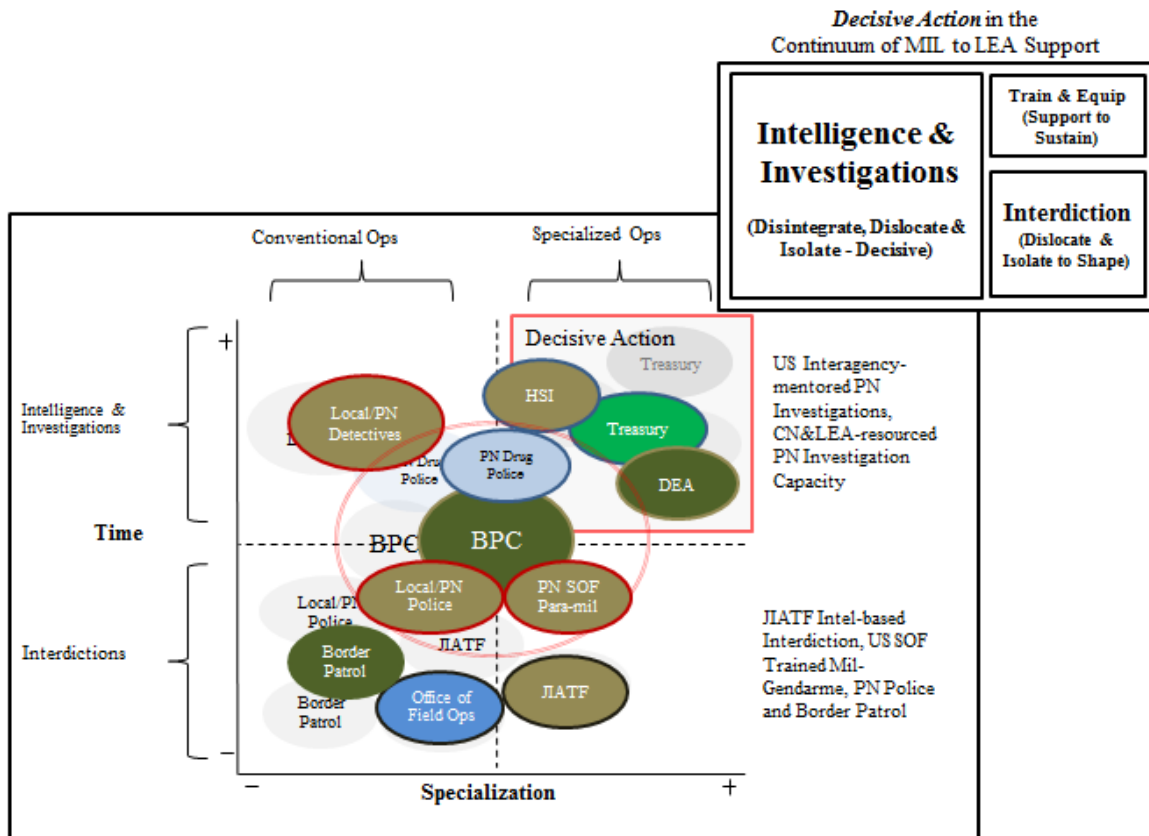 Decisive Action in the
Continuum of MIL to LEA Support
Intelligence &
Investigations
(Disintegrate, Dislocate &
Isolate - Decisive)
Train & Equip
(Support to
Sustain)
Interdiction
(Dislocate &
Isolate to Shape)
Conventional Ops
Specialized Ops
+
Decisive Action
Treasury
HSI
Local/PN
Detectives
Treasury
PN Drug
Police
Police
DEA
Intelligence &
Investigations
US Interagency-
mentored PN
Investigations,
CN&LEA-resourced
PN Investigation
Capacity
Time
BPC
BPC
Local/PN
Police
PN SOF
Para-mil
Local/PN
Police
JIATF
Interdictions
Border
Patrol
Border
Patrol
Office of
Field Ops
JIATF
JIATF Intel-based
Interdiction, US SOF
Trained Mil-
Gendarme, PN Police
and Border Patrol
−
−
Specialization
+